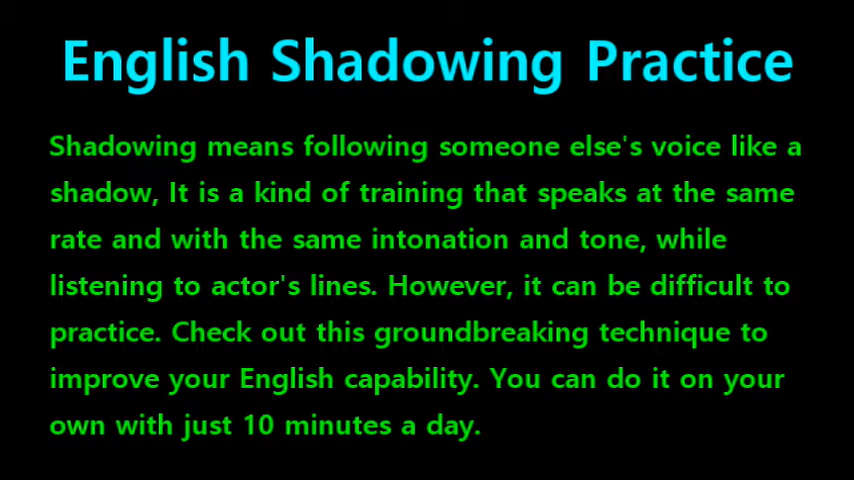 English Shadowing Practice
Shadowing means following someone else's voice like a
shadow, It is a kind of training that speaks at the same
rate and with the same intonation and tone, while
listening to actor's lines. However, it can be difficult to
practice. Check out this groundbreaking technique to
improve your English capability. You can do it on your
own with just 10 minutes a day.